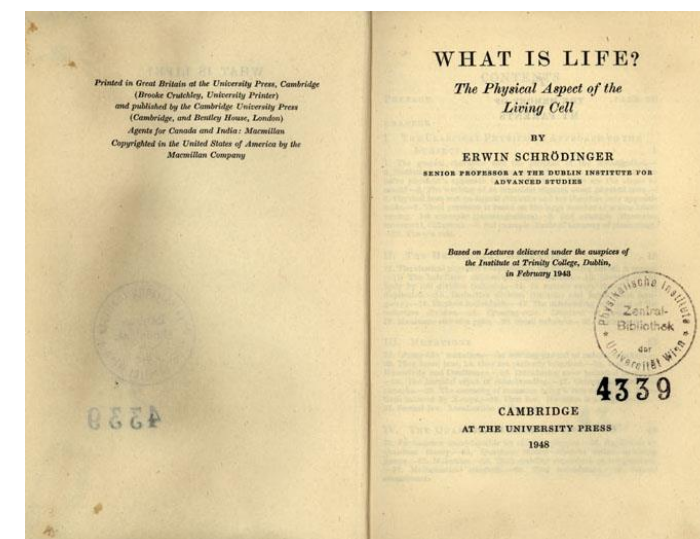 Printed in Great Britain at the University Press, Cambridge
(Brooke Crutchley, University Printer)
and published by the Cambridge University Press
(Cambridge, and Bentley House, London)
Agents for Canada and India: Macmillan
Copyrighted in the United States of America by the
Macmillan Company
4339
WHAT IS LIFE?
The Physical Aspect of the
Living Cell
BY
ERWIN SCHRÖDINGER
SENIOR PROFESSOR AT THE DUBLIN INSTITUTE FOR
ADVANCED STUDIES
Based on Lectures delivered under the auspices of
the Institute at Trinity College, Dublin,
in February 1943
Physikalische Institute
Zentral-
Bibliothek
der
Universität Wien
4339
CAMBRIDGE
AT THE UNIVERSITY PRESS
1948